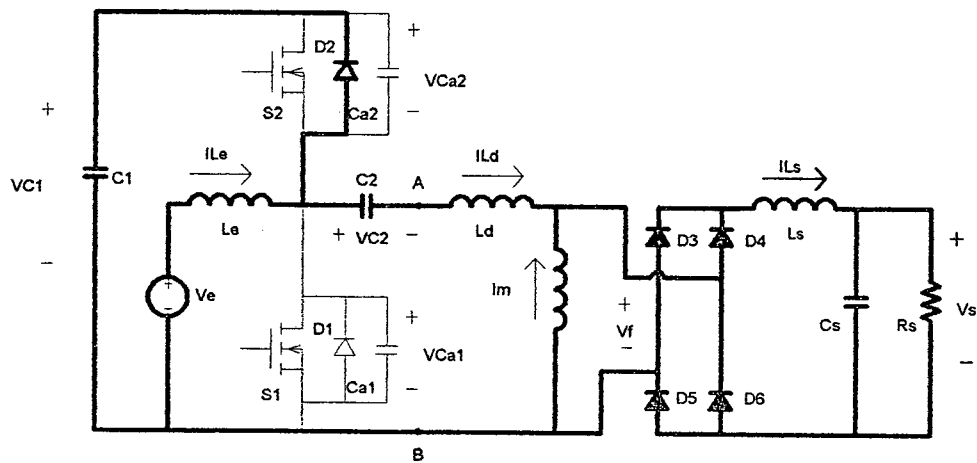 +
D2
+
VCa2
S2
Ca2
−
−
+
VC1
C1
−
ILe
C2
A
ILd
ILs
Le
+
VC2
−
Ld
D3
D4
Ls
+
+
−
Ve
Im
+
Vf
−
Cs
Rs
Vs
−
D1
+
VCa1
S1
Ca1
−
D5
D6
B